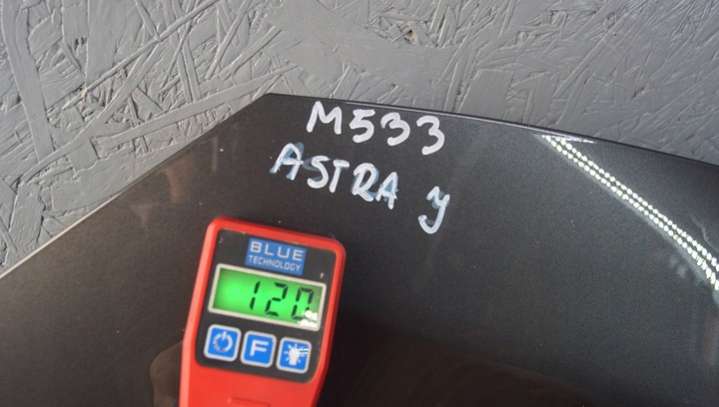 M533
ASTRA J
BLUE
TECHNOLOGY
120
F